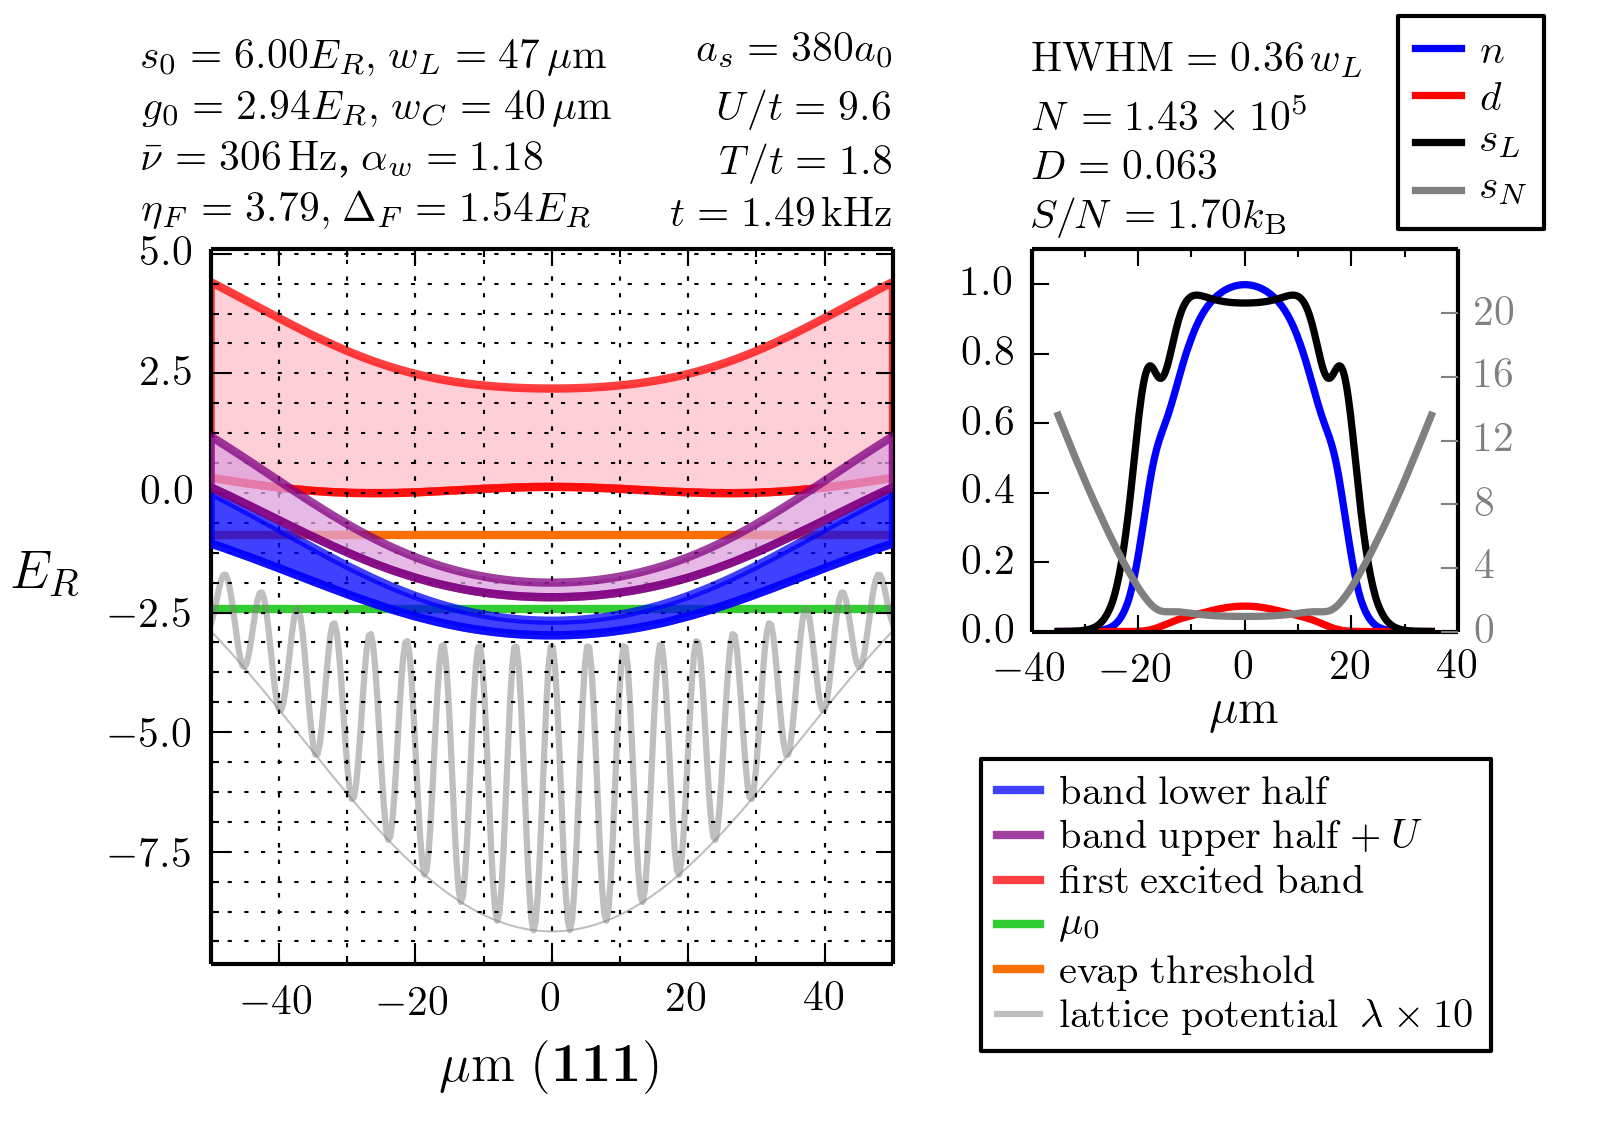 s₀ = 6.00E_R, w_L = 47 μm
g₀ = 2.94E_R, w_C = 40 μm
ν̄ = 306 Hz, α_w = 1.18
η_F = 3.79, Δ_F = 1.54E_R
a_s = 380a₀
U/t = 9.6
T/t = 1.8
t = 1.49 kHz
HWHM = 0.36 w_L
N = 1.43 × 10⁵
D = 0.063
S/N = 1.70k_B
n
d
s_L
s_N
5.0
2.5
0.0
−2.5
−5.0
−7.5
E_R
−40 −20 0 20 40
μm (111)
1.0
0.8
0.6
0.4
0.2
0.0
20
16
12
8
4
0
−40 −20 0 20 40
μm
band lower half
band upper half + U
first excited band
μ₀
evap threshold
lattice potential λ × 10